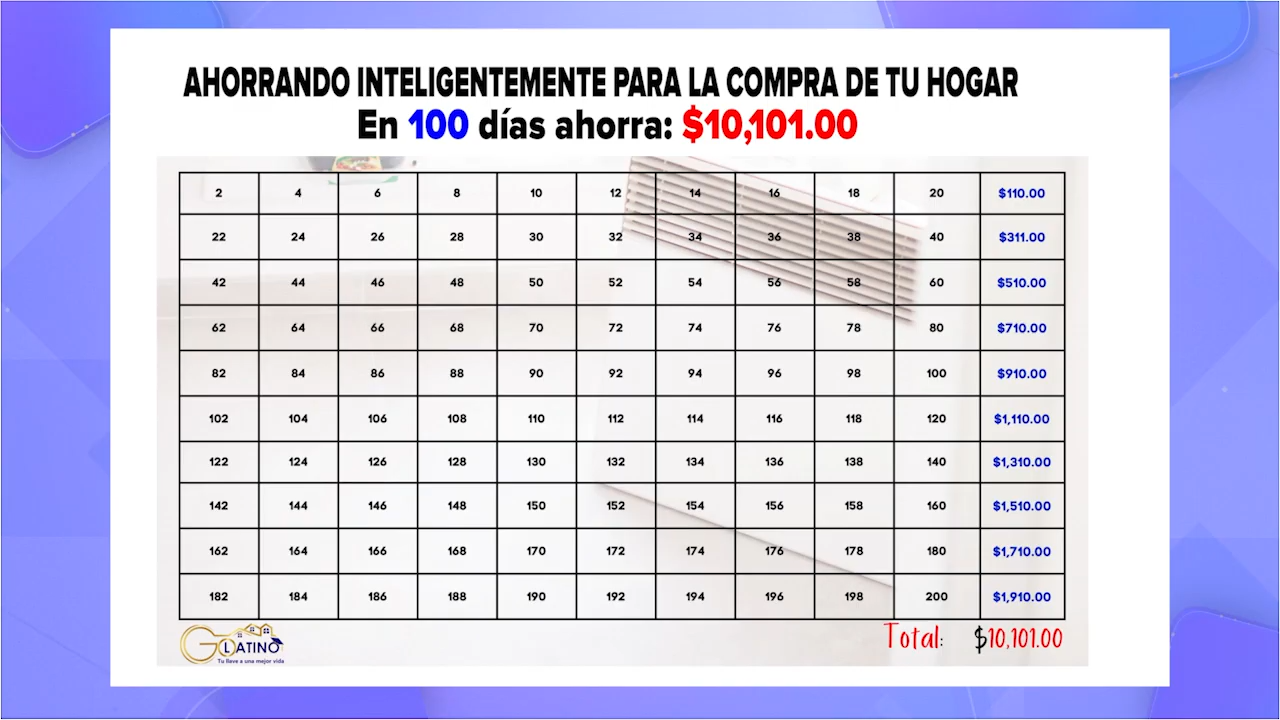 AHORRANDO INTELIGENTEMENTE PARA LA COMPRA DE TU HOGAR
En 100 días ahorra: $10,101.00
2 4 6 8 10 12 14 16 18 20 $110.00
22 24 26 28 30 32 34 36 38 40 $311.00
42 44 46 48 50 52 54 56 58 60 $510.00
62 64 66 68 70 72 74 76 78 80 $710.00
82 84 86 88 90 92 94 96 98 100 $910.00
102 104 106 108 110 112 114 116 118 120 $1,110.00
122 124 126 128 130 132 134 136 138 140 $1,310.00
142 144 146 148 150 152 154 156 158 160 $1,510.00
162 164 166 168 170 172 174 176 178 180 $1,710.00
182 184 186 188 190 192 194 196 198 200 $1,910.00
Total: $10,101.00
GO LATINO
Tu llave a una mejor vida